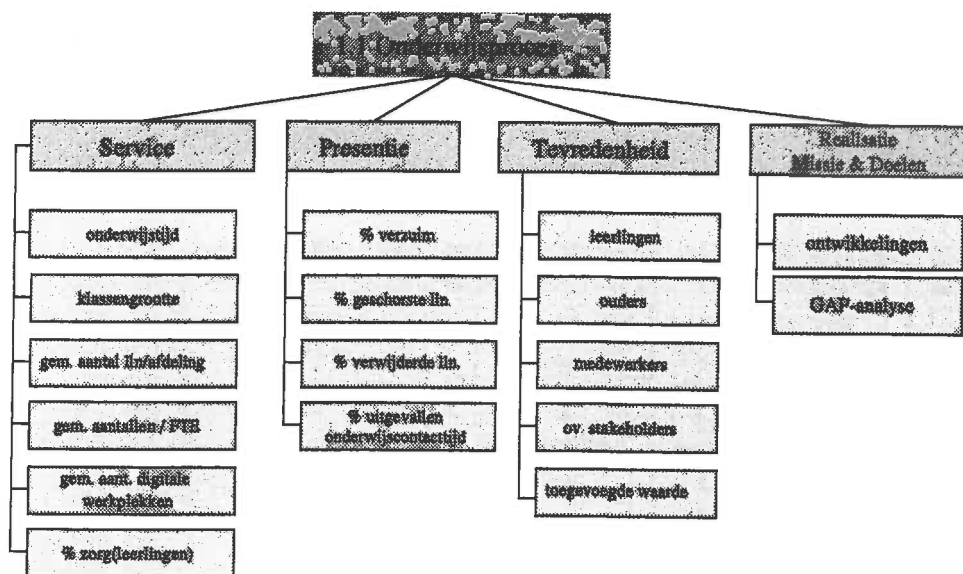 1.1 Onderwijsproces
Service
onderwijstijd
klassengrootte
gem. aantal lln/afdeling
gem. aantallen / FTE
gem. aant. digitale
werkplekken
% zorg(leerlingen)
Presentie
% verzuim
% geschorste lln.
% verwijderde lln.
% uitgevallen
onderwijscontacttijd
Tevredenheid
leerlingen
ouders
medewerkers
ov. stakeholders
toegevoegde waarde
Realisatie
Missie & Doelen
ontwikkelingen
GAP-analyse